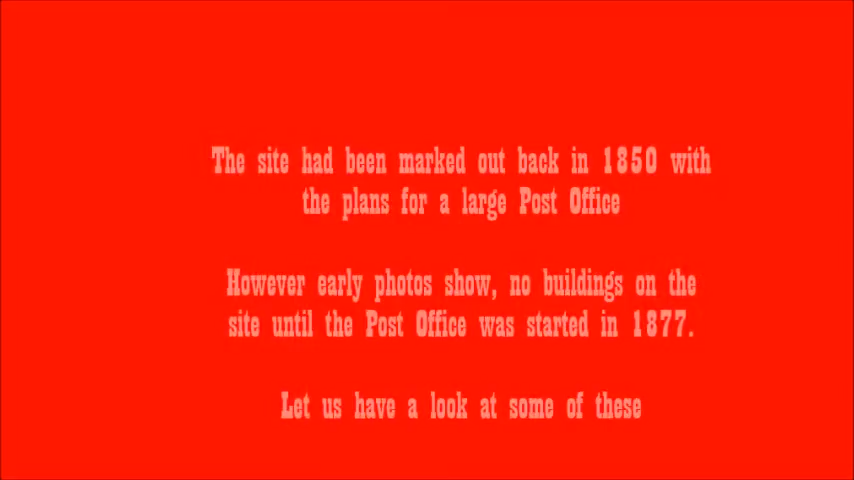 The site had been marked out back in 1850 with
the plans for a large Post Office
However early photos show, no buildings on the
site until the Post Office was started in 1877.
Let us have a look at some of these